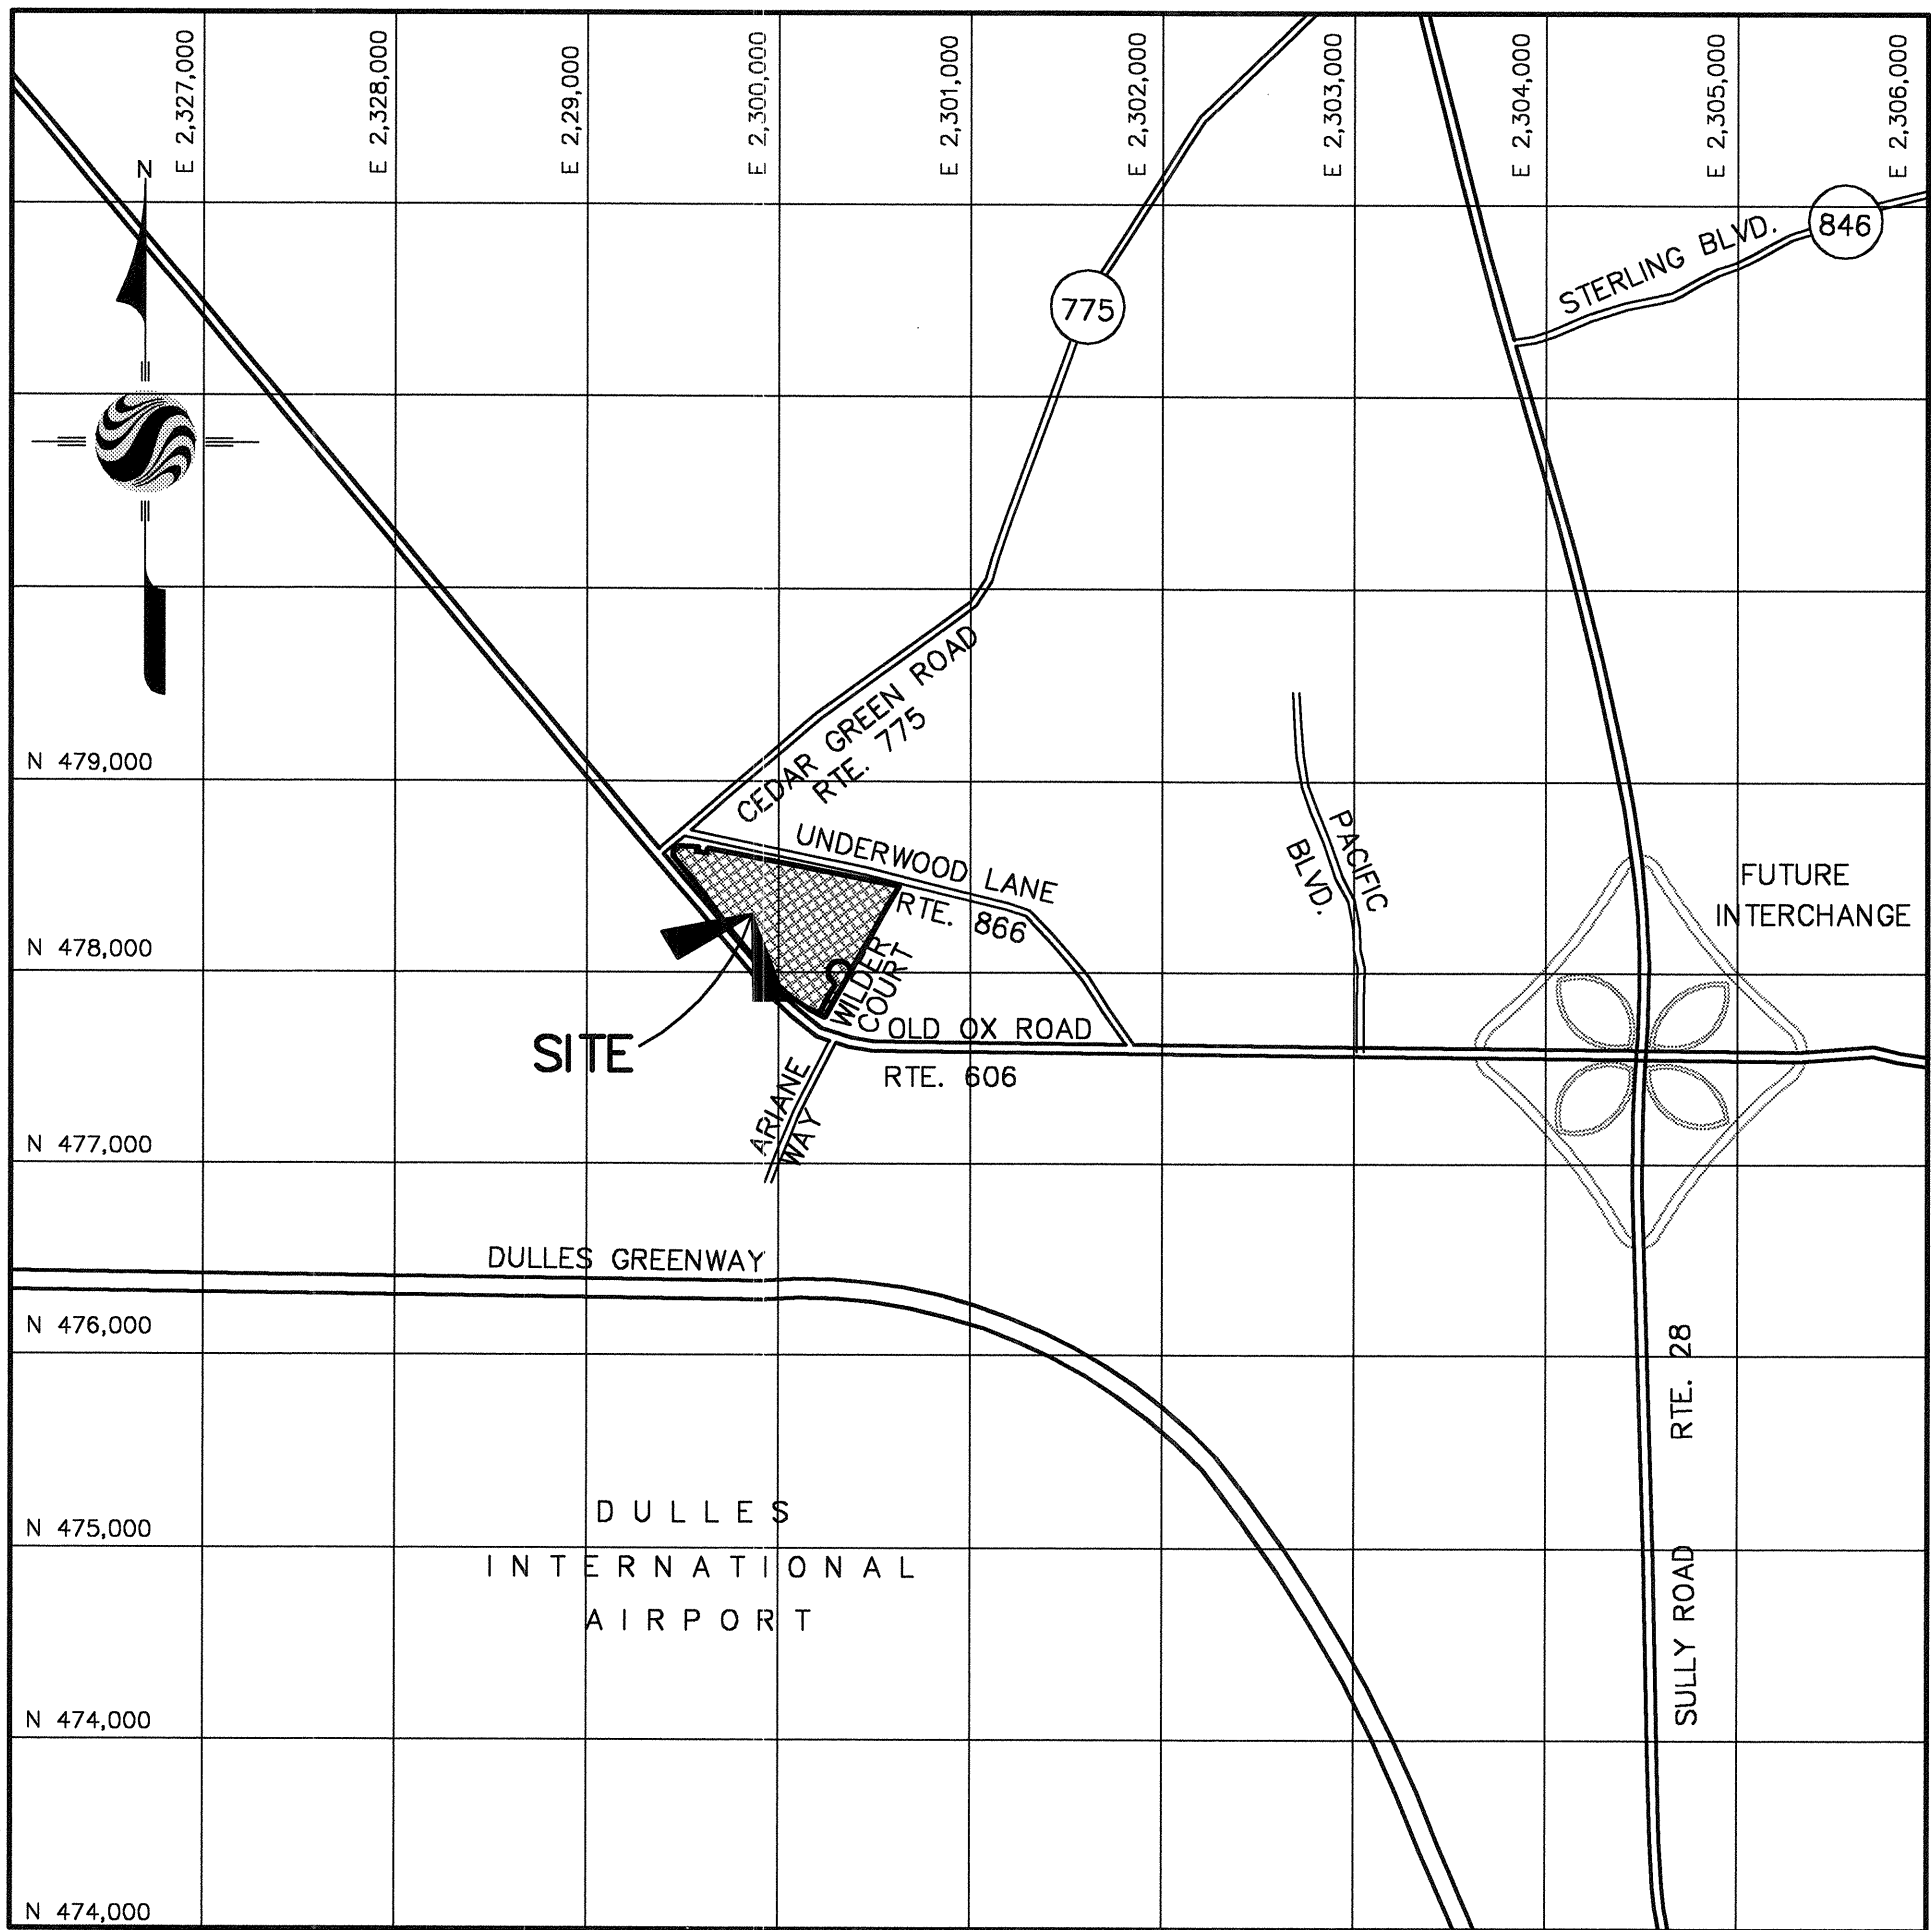 E 2,327,000
E 2,328,000
E 2,329,000
E 2,300,000
E 2,301,000
E 2,302,000
E 2,303,000
E 2,304,000
E 2,305,000
E 2,306,000
N
846
STERLING BLVD.
775
CEDAR GREEN ROAD
RTE. 775
N 479,000
UNDERWOOD LANE
RTE. 866
PACIFIC
BLVD.
FUTURE
INTERCHANGE
N 478,000
WILDER
COURT
SITE
OLD OX ROAD
RTE. 606
ARIANE
WAY
N 477,000
DULLES GREENWAY
N 476,000
RTE. 28
SULLY ROAD
DULLES
INTERNATIONAL
AIRPORT
N 475,000
N 474,000
N 474,000